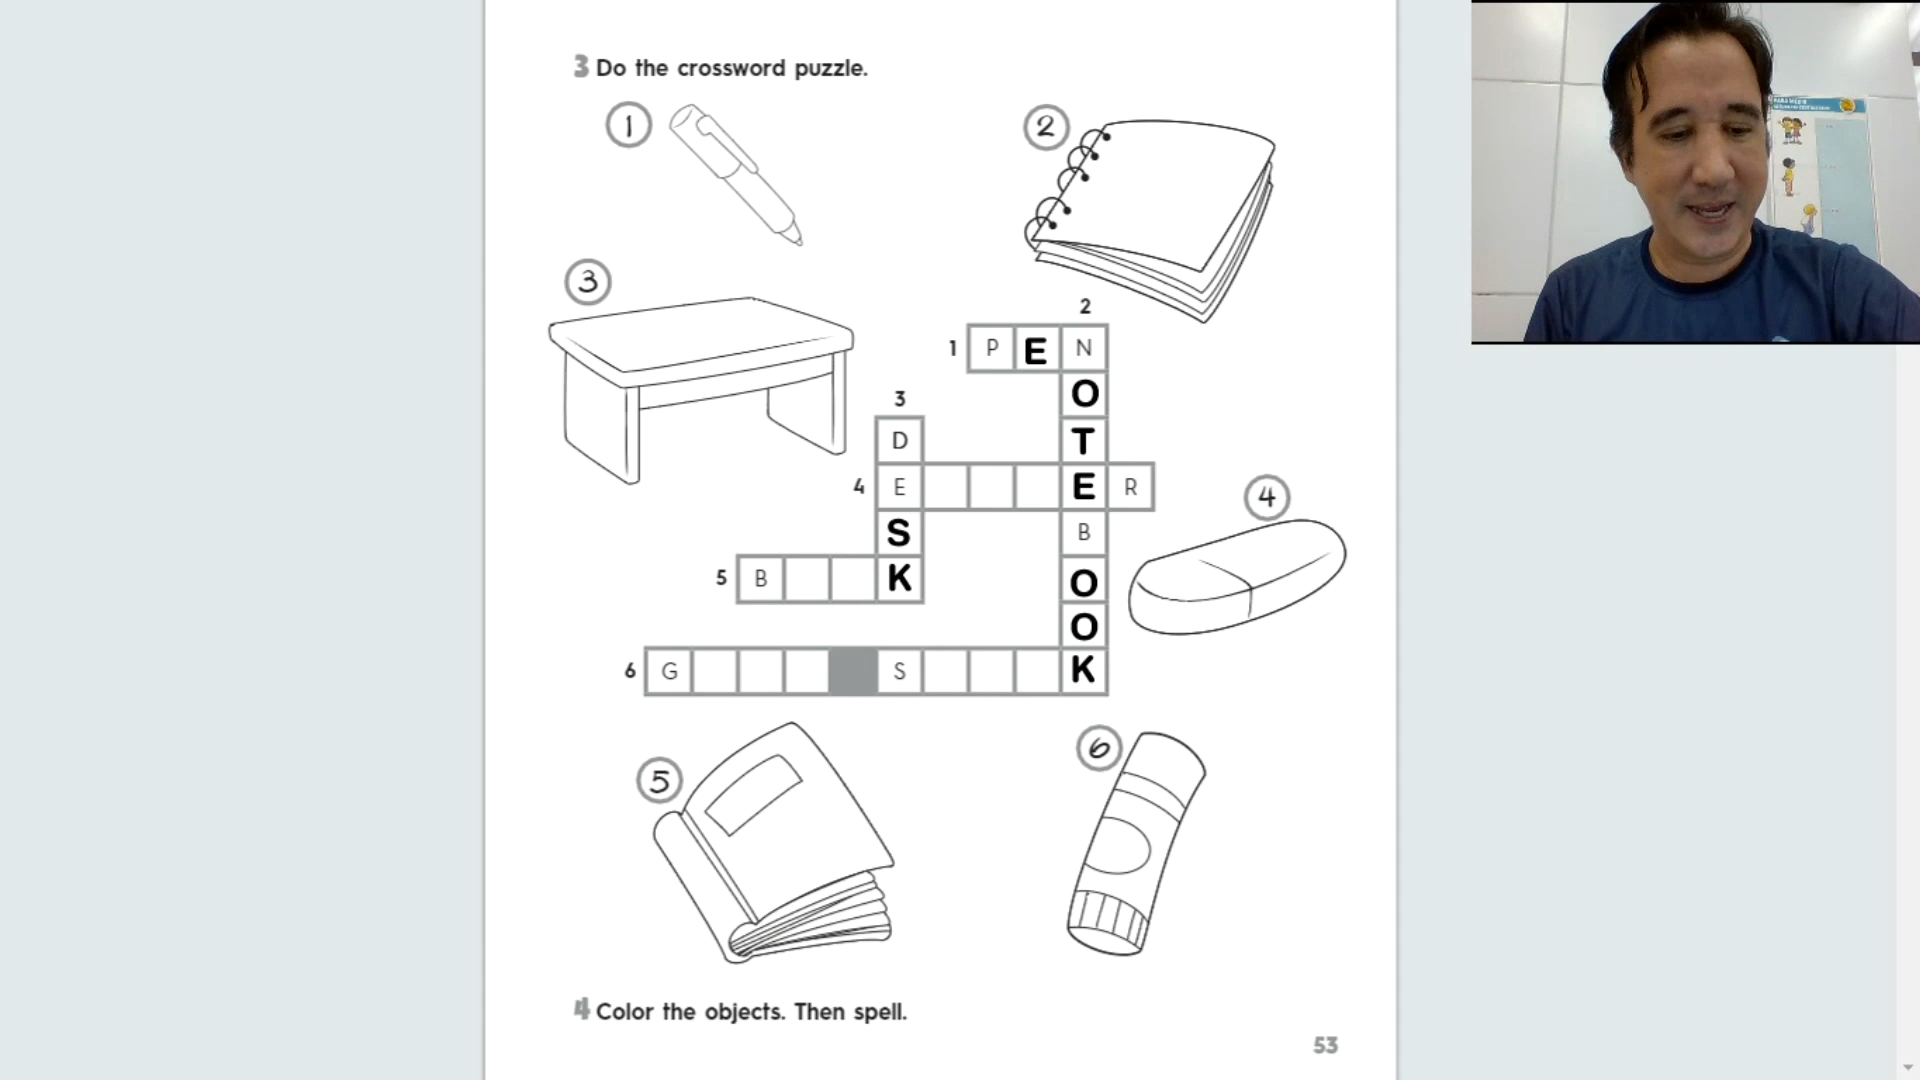 3 Do the crossword puzzle.
1
2
3
2
1 P E N
O
3
T
D
4 E E R
4
S B
5 B K O
O
6 G S K
5
6
4 Color the objects. Then spell.
53